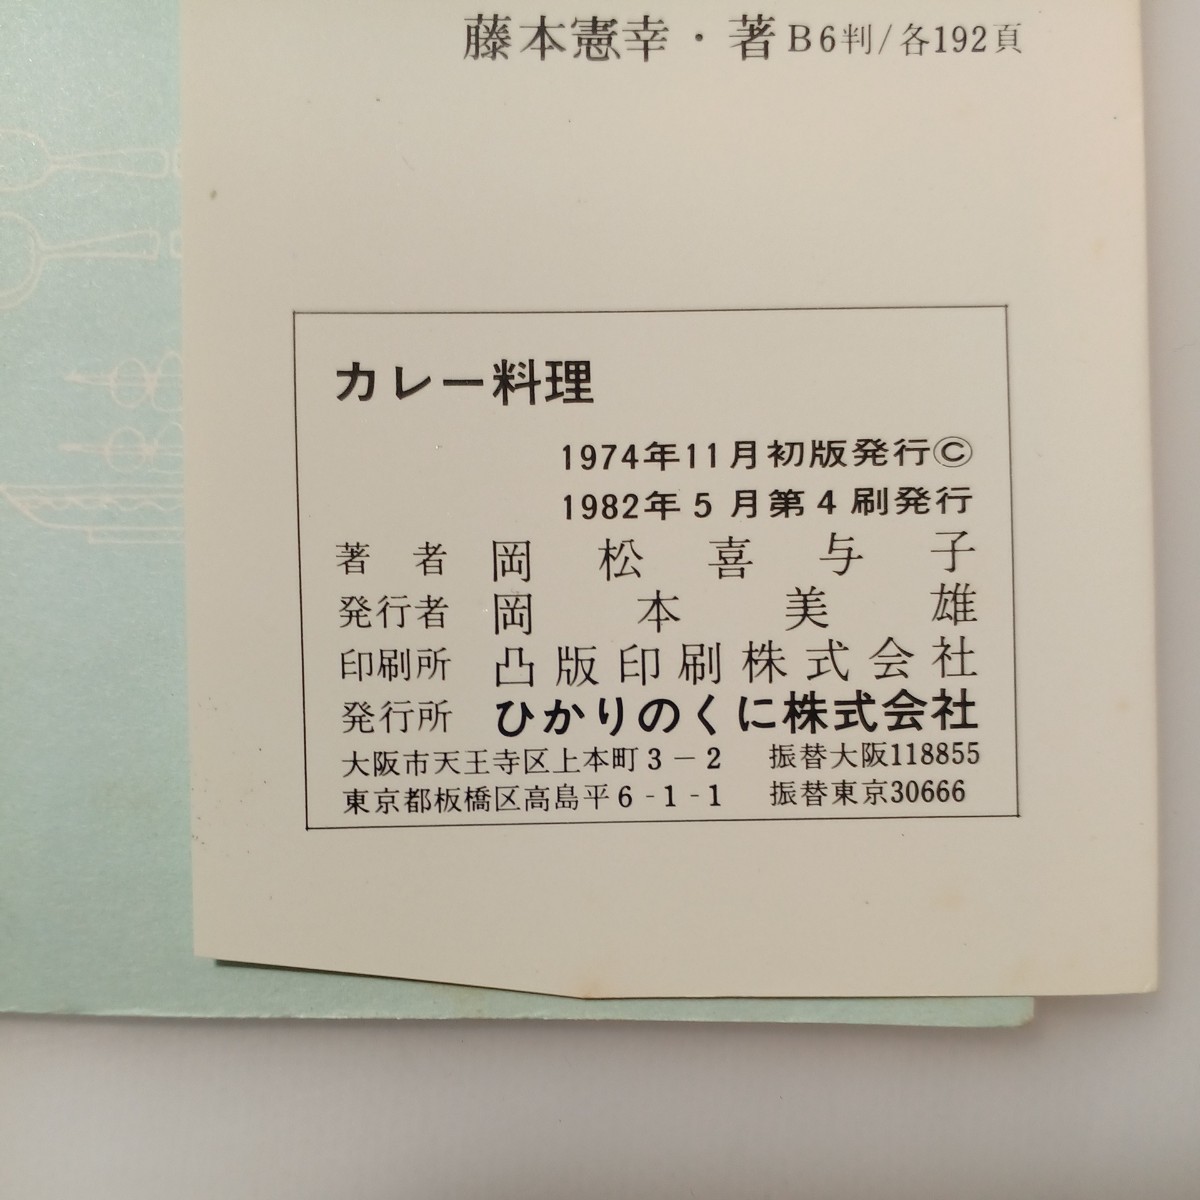 藤本憲幸・著 B6判/各192頁
カレー料理
1974年11月初版発行©
1982年5月第4刷発行
著者 岡松喜与子
発行者 岡本美雄
印刷所 凸版印刷株式会社
発行所 ひかりのくに株式会社
大阪市天王寺区上本町3-2 振替大阪118855
東京都板橋区高島平6-1-1 振替東京30666